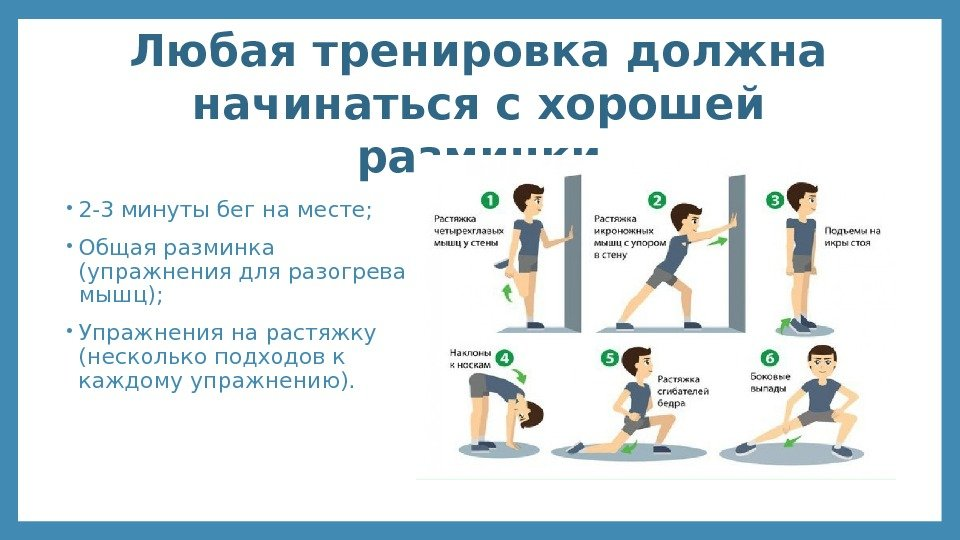 Любая тренировка должна
начинаться с хорошей
разминки
• 2-3 минуты бег на месте;
• Общая разминка
(упражнения для разогрева
мышц);
• Упражнения на растяжку
(несколько подходов к
каждому упражнению).
1
Растяжка
четырехглавых
мышц у стены
2
Растяжка
икроножных
мышц с упором
в стену
3
Подъемы на
икры стоя
4
Наклоны
к носкам
5
Растяжка
сгибателей
бедра
6
Боковые
выпады